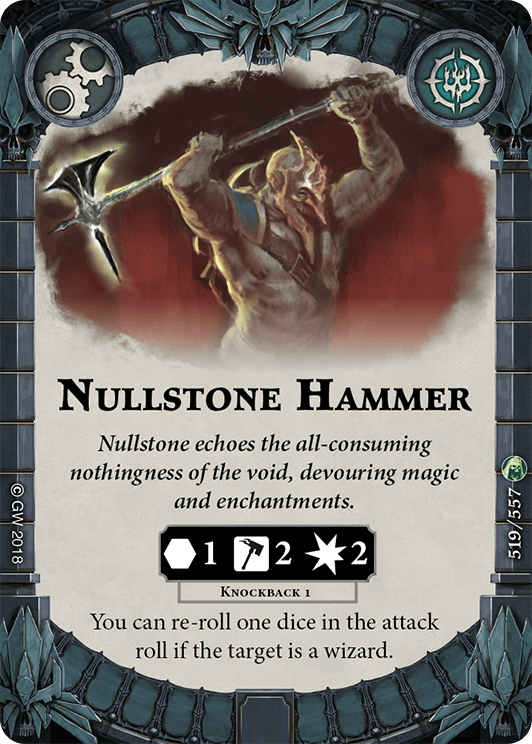 Nullstone Hammer
Nullstone echoes the all-consuming
nothingness of the void, devouring magic
and enchantments.
1 2 2
Knockback 1
You can re-roll one dice in the attack
roll if the target is a wizard.
© GW 2018
519/557